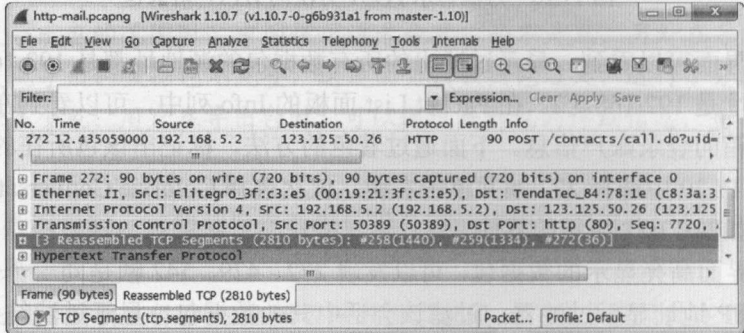 http-mail.pcapng [Wireshark 1.10.7 (v1.10.7-0-g6b931a1 from master-1.10)]
File Edit View Go Capture Analyze Statistics Telephony Tools Internals Help
Filter: Expression... Clear Apply Save
No. Time Source Destination Protocol Length Info
272 12.435059000 192.168.5.2 123.125.50.26 HTTP 90 POST /contacts/call.do?uid=
Frame 272: 90 bytes on wire (720 bits), 90 bytes captured (720 bits) on interface 0
Ethernet II, Src: Elitegro_3f:c3:e5 (00:19:21:3f:c3:e5), Dst: TendaTec_84:78:1e (c8:3a:3
Internet Protocol Version 4, Src: 192.168.5.2 (192.168.5.2), Dst: 123.125.50.26 (123.125
Transmission Control Protocol, Src Port: 50389 (50389), Dst Port: http (80), Seq: 7720,
[3 Reassembled TCP Segments (2810 bytes): #258(1440), #259(1334), #272(36)]
Hypertext Transfer Protocol
Frame (90 bytes) Reassembled TCP (2810 bytes)
TCP Segments (tcp.segments), 2810 bytes Packet... Profile: Default